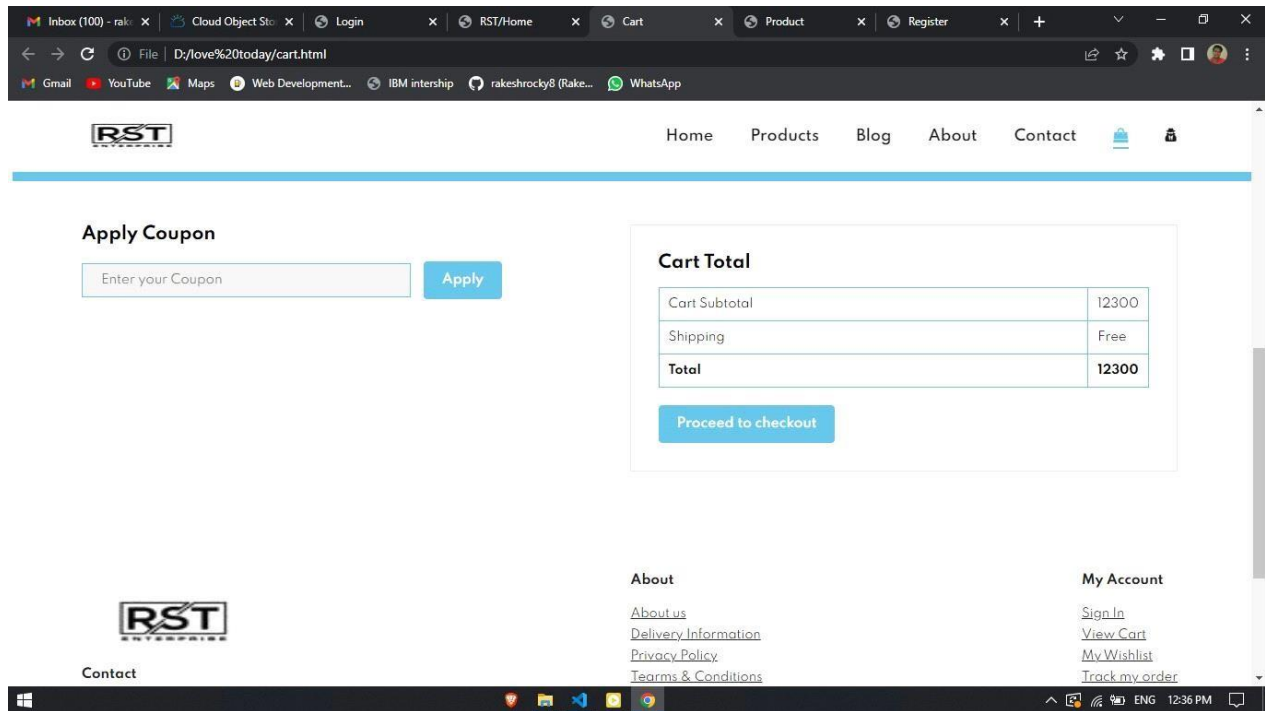 Inbox (100) - rak
Cloud Object Sto
Login
RST/Home
Cart
Product
Register
File
D:/love%20today/cart.html
Gmail
YouTube
Maps
Web Development...
IBM intership
rakeshrocky8 (Rake...
WhatsApp
RST
ENTERPRISE
Home
Products
Blog
About
Contact
Apply Coupon
Enter your Coupon
Apply
Cart Total
Cart Subtotal 12300
Shipping Free
Total 12300
Proceed to checkout
RST
ENTERPRISE
Contact
About
About us
Delivery Information
Privacy Policy
Tearms & Conditions
My Account
Sign In
View Cart
My Wishlist
Track my order
ENG
12:36 PM